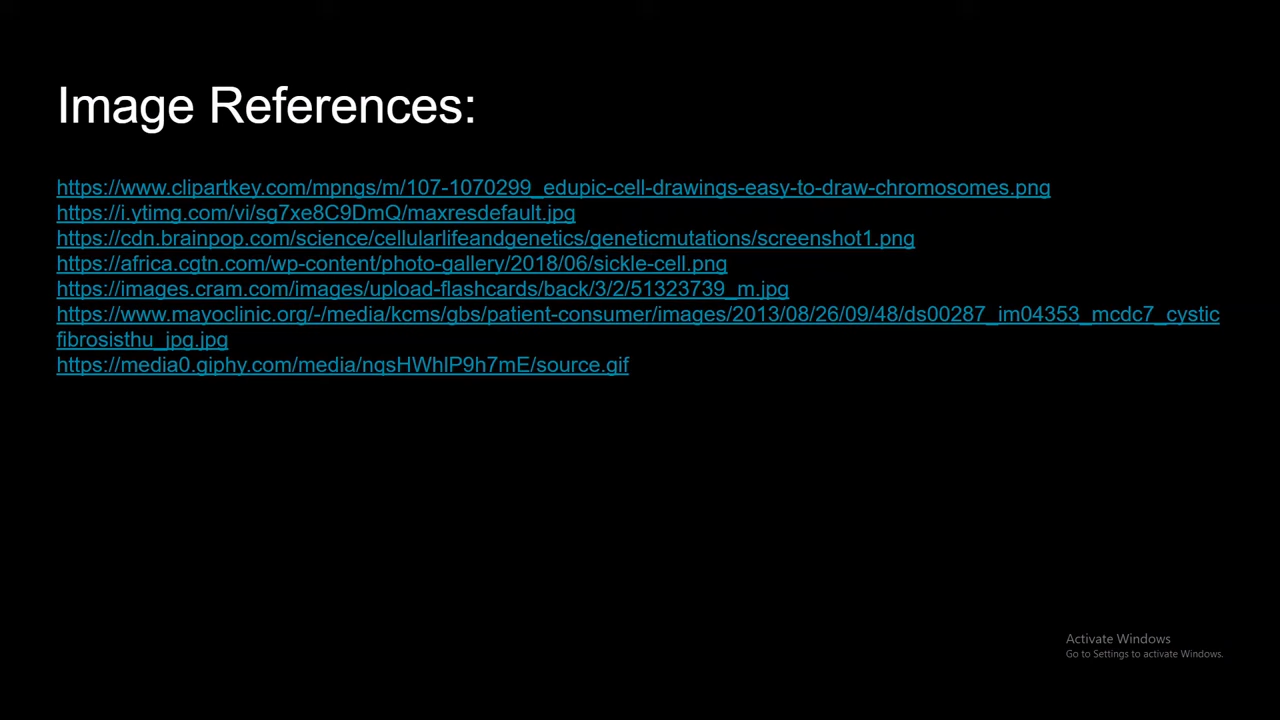 Image References:
https://www.clipartkey.com/mpngs/m/107-1070299_edupic-cell-drawings-easy-to-draw-chromosomes.png
https://i.ytimg.com/vi/sg7xe8C9DmQ/maxresdefault.jpg
https://cdn.brainpop.com/science/cellularlifeandgenetics/geneticmutations/screenshot1.png
https://africa.cgtn.com/wp-content/photo-gallery/2018/06/sickle-cell.png
https://images.cram.com/images/upload-flashcards/back/3/2/51323739_m.jpg
https://www.mayoclinic.org/-/media/kcms/gbs/patient-consumer/images/2013/08/26/09/48/ds00287_im04353_mcdc7_cystic
fibrosisthu_jpg.jpg
https://media0.giphy.com/media/nqsHWhlP9h7mE/source.gif
Activate Windows
Go to Settings to activate Windows.